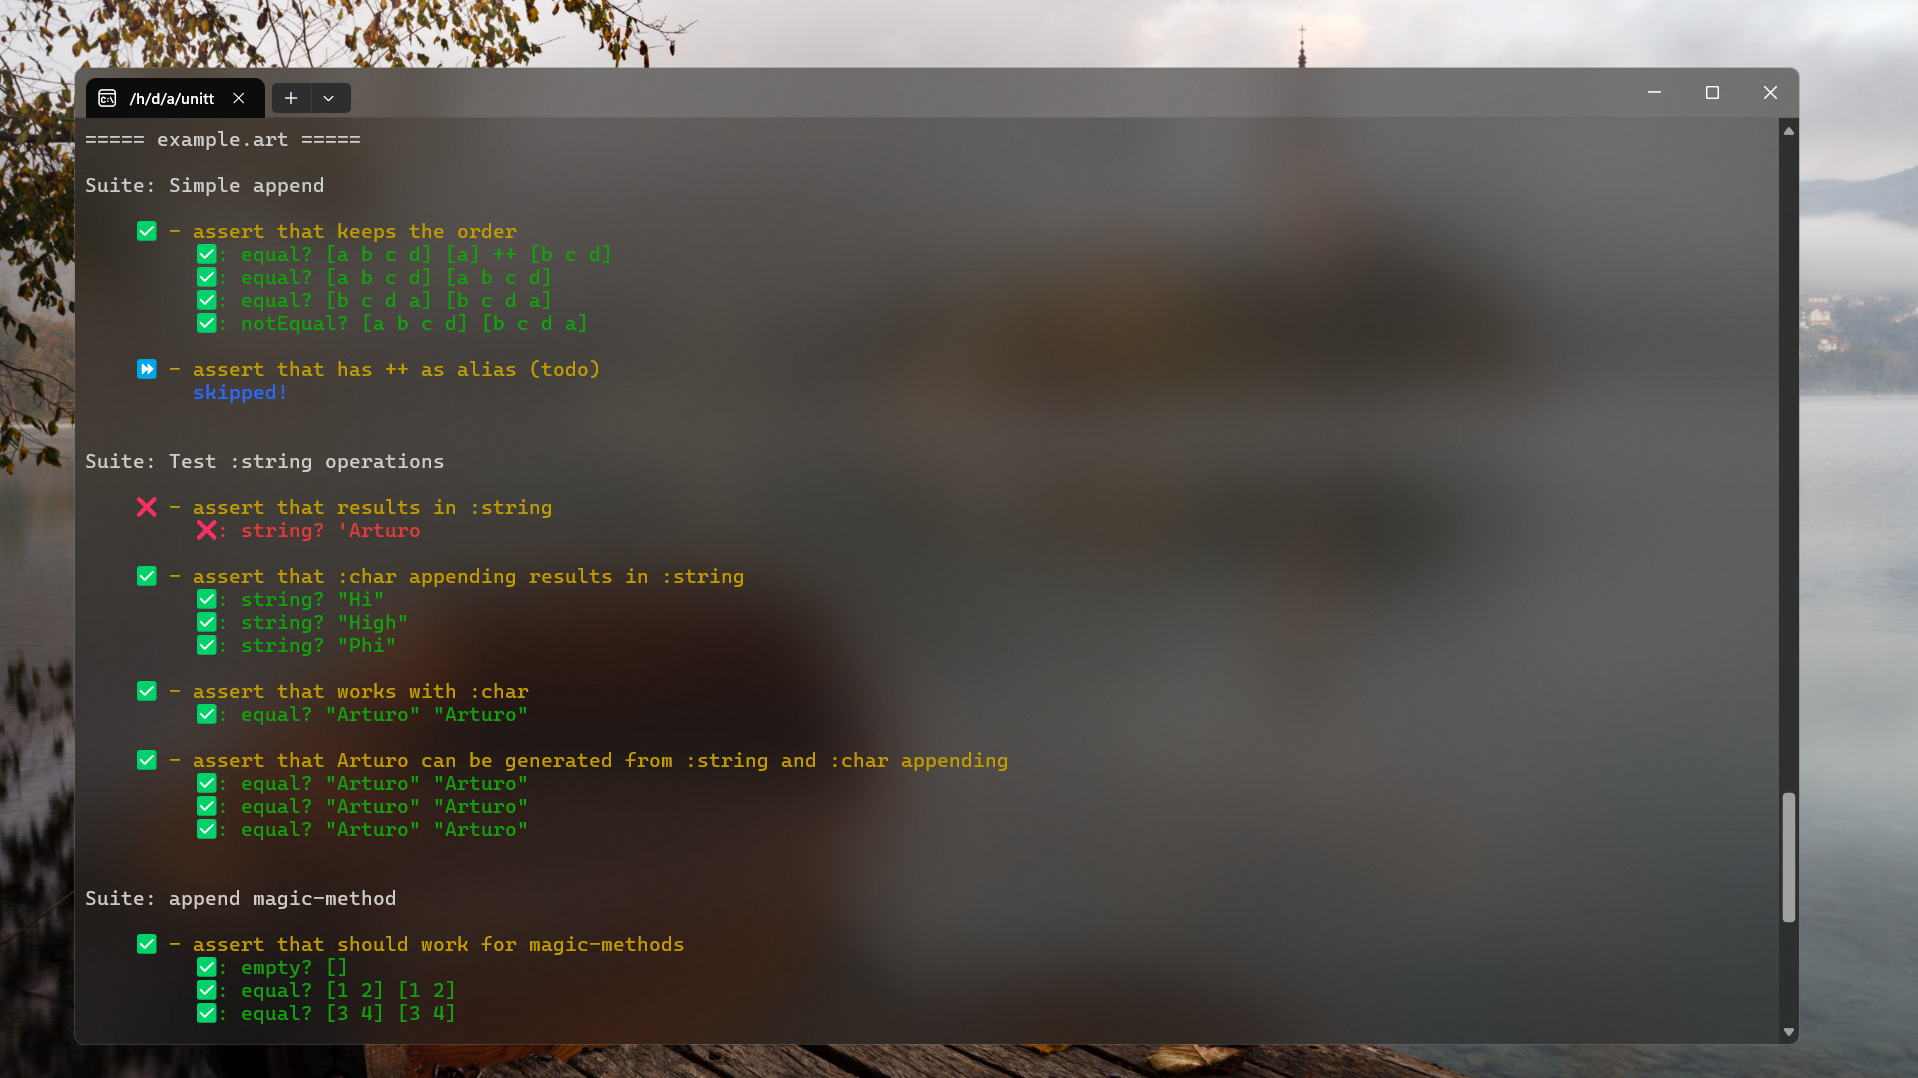 /h/d/a/unitt
===== example.art =====
Suite: Simple append
✅ - assert that keeps the order
✅: equal? [a b c d] [a] ++ [b c d]
✅: equal? [a b c d] [a b c d]
✅: equal? [b c d a] [b c d a]
✅: notEqual? [a b c d] [b c d a]
⏩ - assert that has ++ as alias (todo)
skipped!
Suite: Test :string operations
❌ - assert that results in :string
❌: string? 'Arturo
✅ - assert that :char appending results in :string
✅: string? "Hi"
✅: string? "High"
✅: string? "Phi"
✅ - assert that works with :char
✅: equal? "Arturo" "Arturo"
✅ - assert that Arturo can be generated from :string and :char appending
✅: equal? "Arturo" "Arturo"
✅: equal? "Arturo" "Arturo"
✅: equal? "Arturo" "Arturo"
Suite: append magic-method
✅ - assert that should work for magic-methods
✅: empty? []
✅: equal? [1 2] [1 2]
✅: equal? [3 4] [3 4]